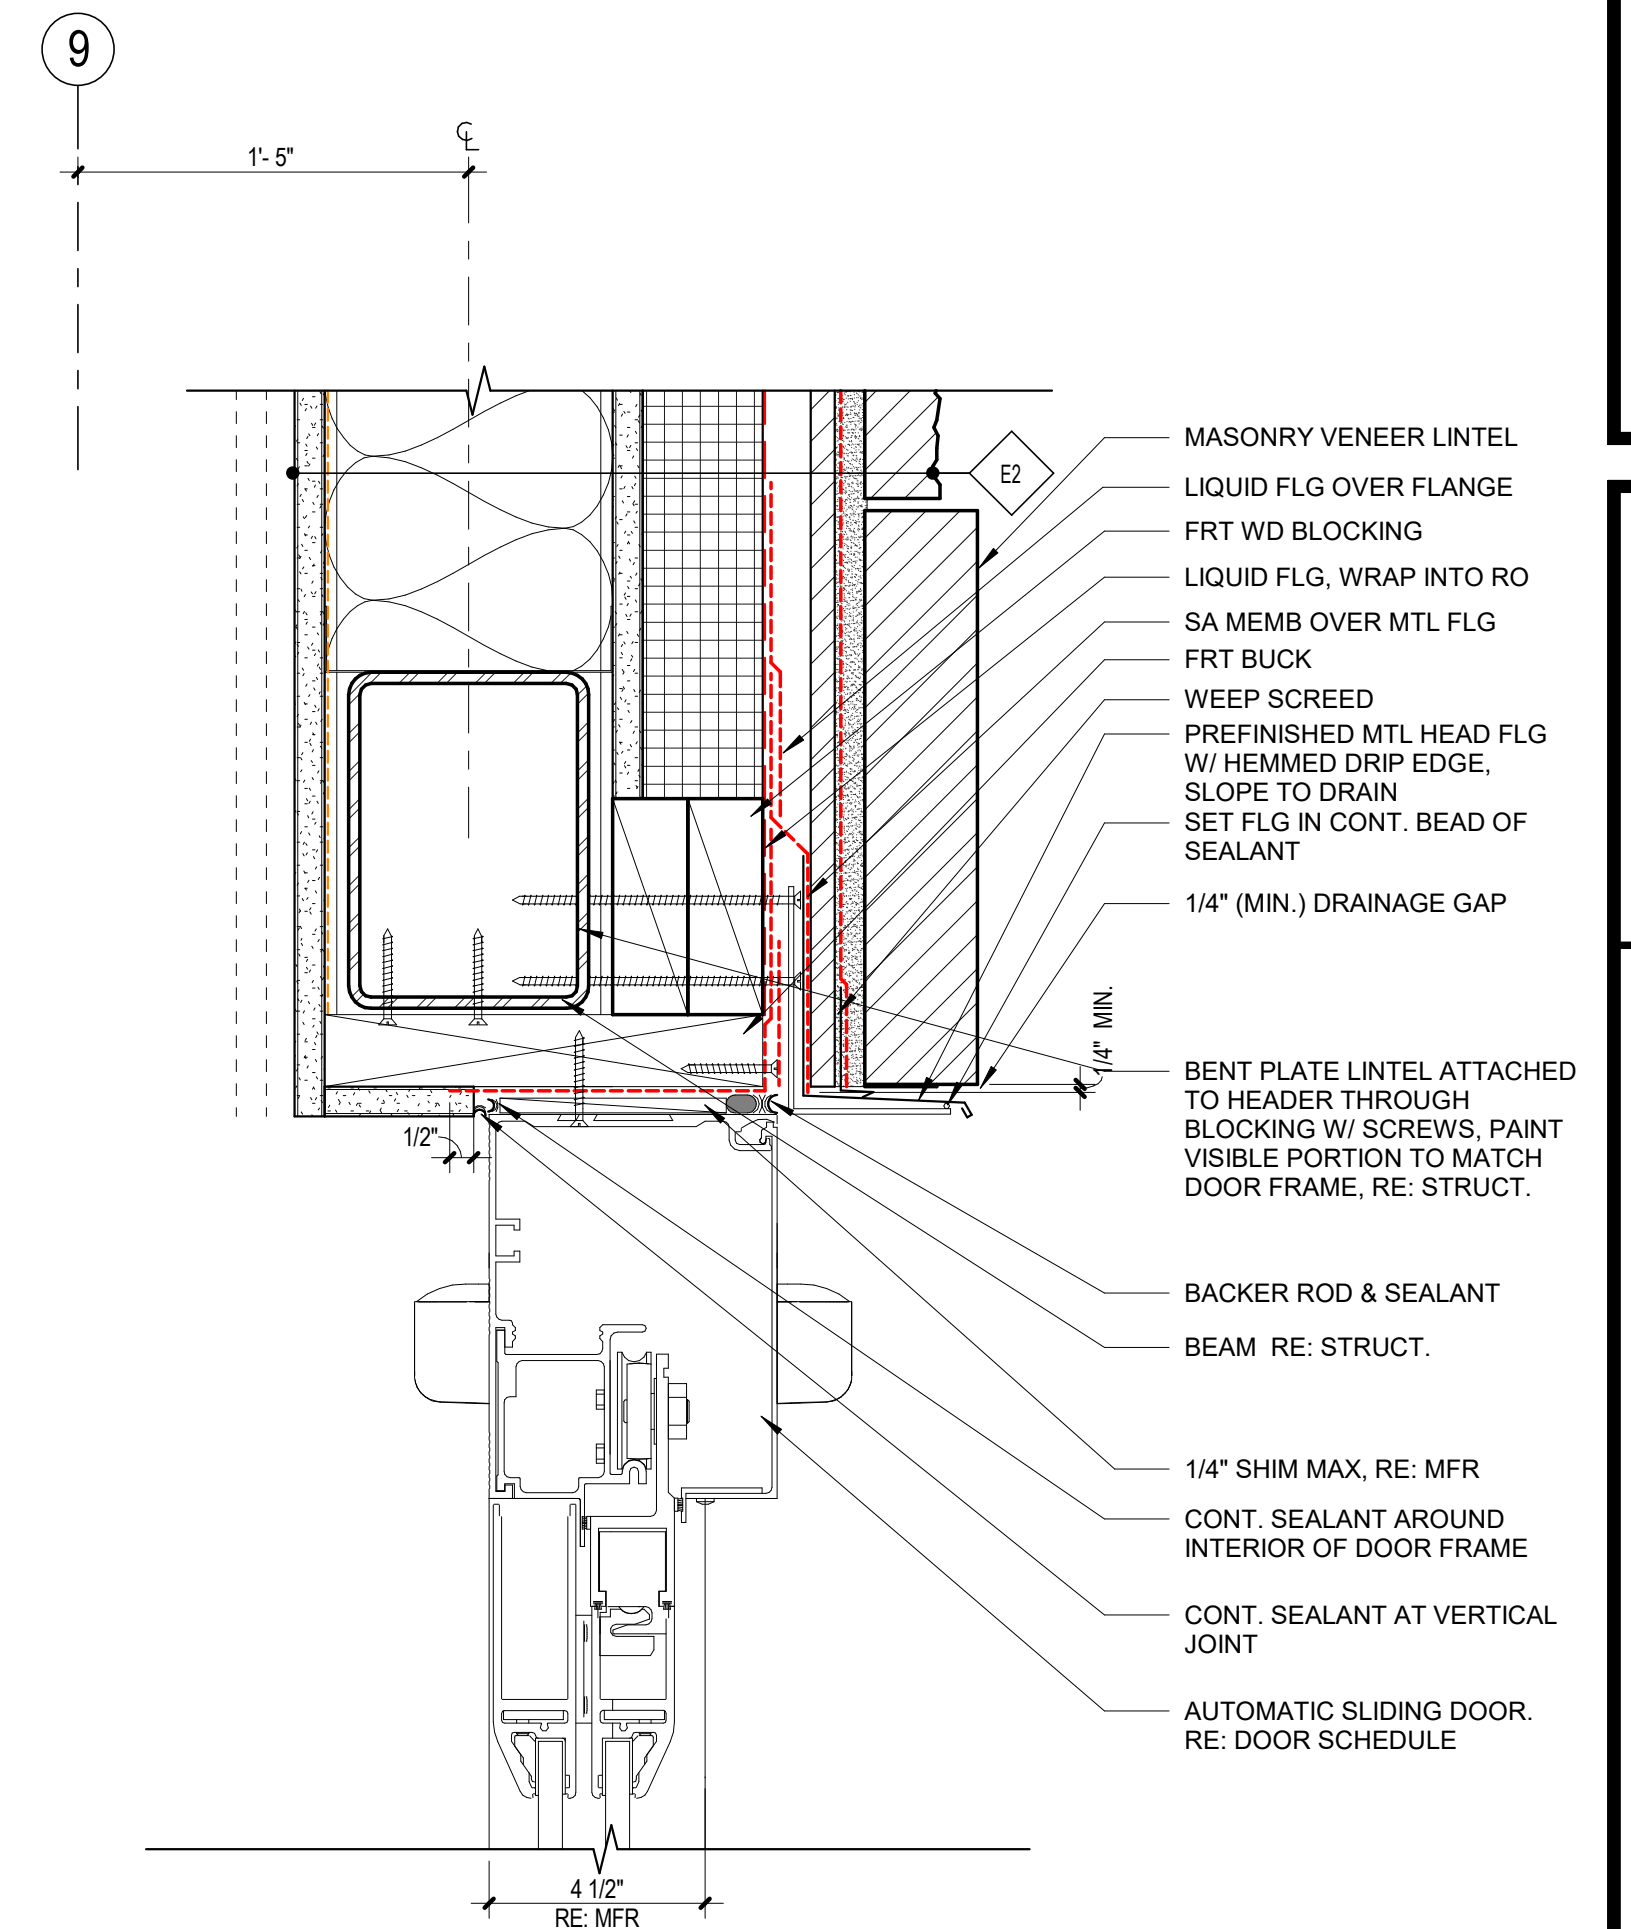 9
1'- 5"
℄
E2
MASONRY VENEER LINTEL
LIQUID FLG OVER FLANGE
FRT WD BLOCKING
LIQUID FLG, WRAP INTO RO
SA MEMB OVER MTL FLG
FRT BUCK
WEEP SCREED
PREFINISHED MTL HEAD FLG
W/ HEMMED DRIP EDGE,
SLOPE TO DRAIN
SET FLG IN CONT. BEAD OF
SEALANT
1/4" (MIN.) DRAINAGE GAP
1/4" MIN.
BENT PLATE LINTEL ATTACHED
TO HEADER THROUGH
BLOCKING W/ SCREWS, PAINT
VISIBLE PORTION TO MATCH
DOOR FRAME, RE: STRUCT.
1/2"
BACKER ROD & SEALANT
BEAM RE: STRUCT.
1/4" SHIM MAX, RE: MFR
CONT. SEALANT AROUND
INTERIOR OF DOOR FRAME
CONT. SEALANT AT VERTICAL
JOINT
AUTOMATIC SLIDING DOOR.
RE: DOOR SCHEDULE
4 1/2"
RE: MFR